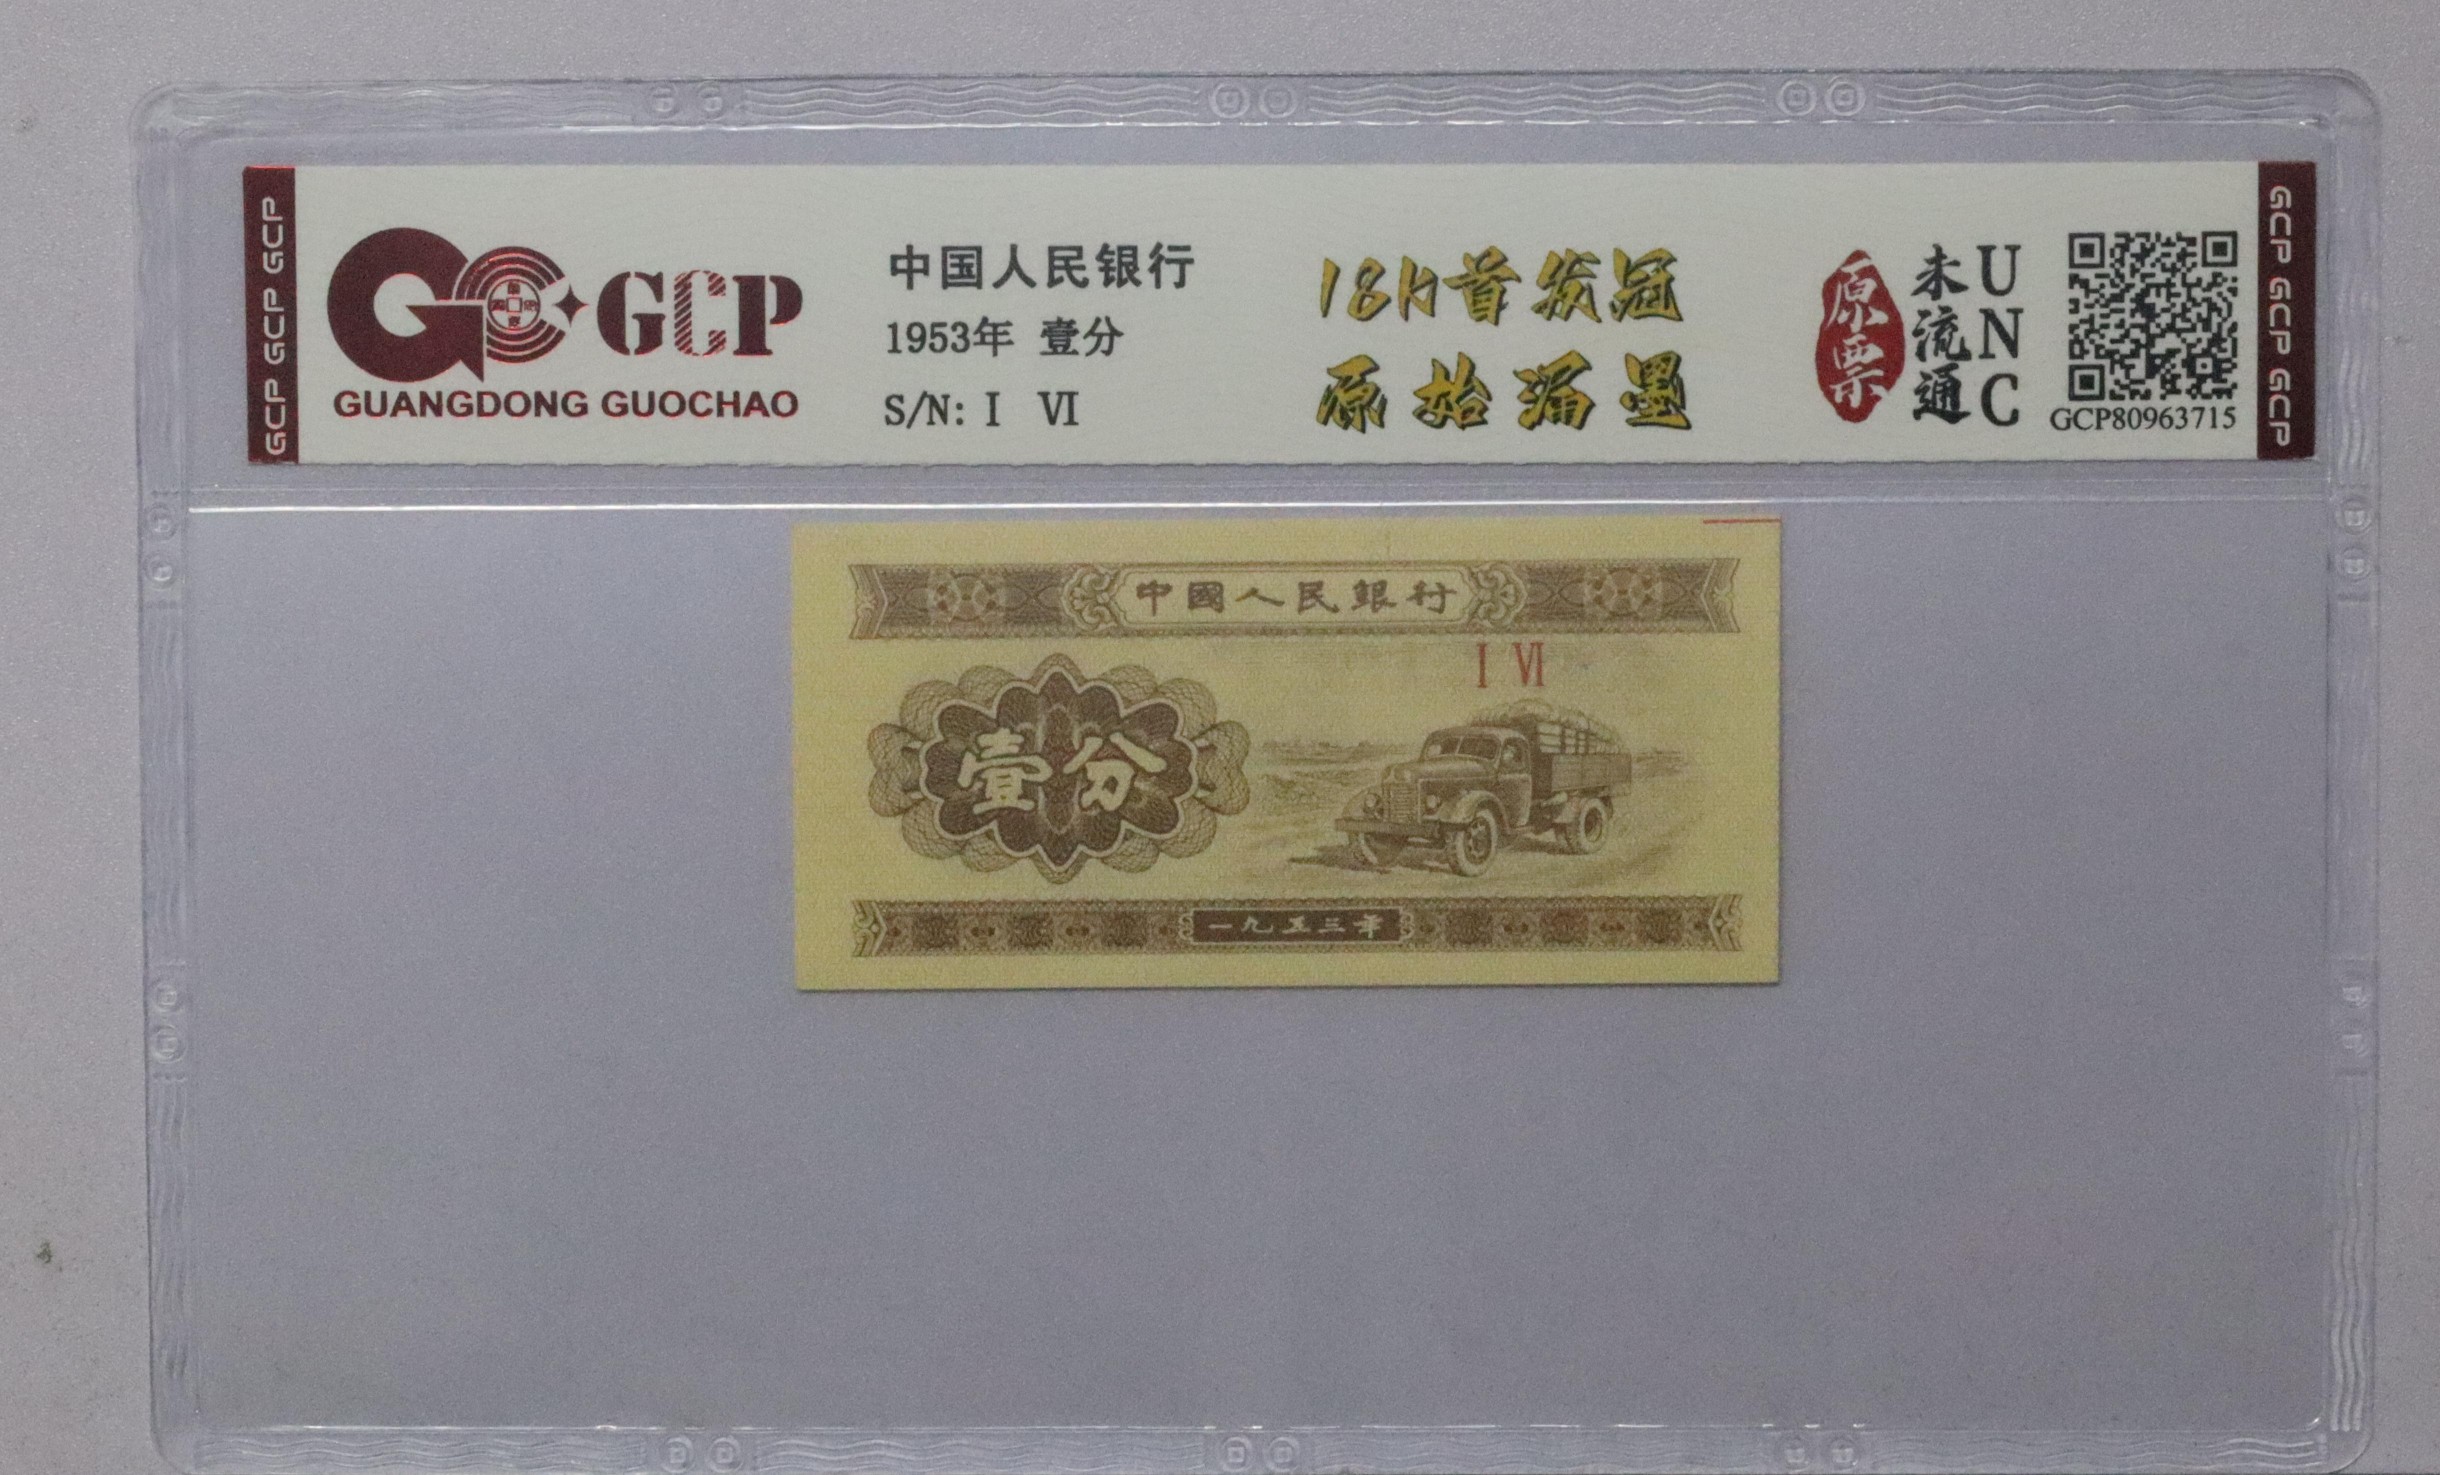 GCP GCP GCP
GCP
GUANGDONG GUOCHAO
中国人民银行
1953年 壹分
S/N: I VI
18K首发冠
原始漏墨
原票
未流通
UNC
GCP80963715
GCP GCP GCP
中國人民銀行
I VI
壹分
一九五三年